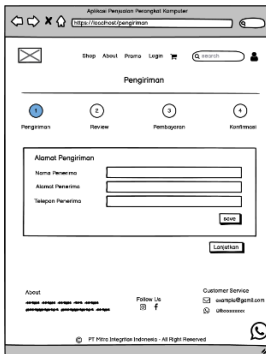 Aplikasi Penjualan Perangkat Komputer
https://localhost/pengiriman
Shop About Promo Login search
Pengiriman
1 2 3 4
Pengiriman Review Pembayaran Konfirmasi
Alamat Pengiriman
Nama Penerima
Alamat Penerima
Telepon Penerima
save
Lanjutkan
About Follow Us Customer Service
example@gmil.com
© PT Mitra Integritas Indonesia - All Right Reserved